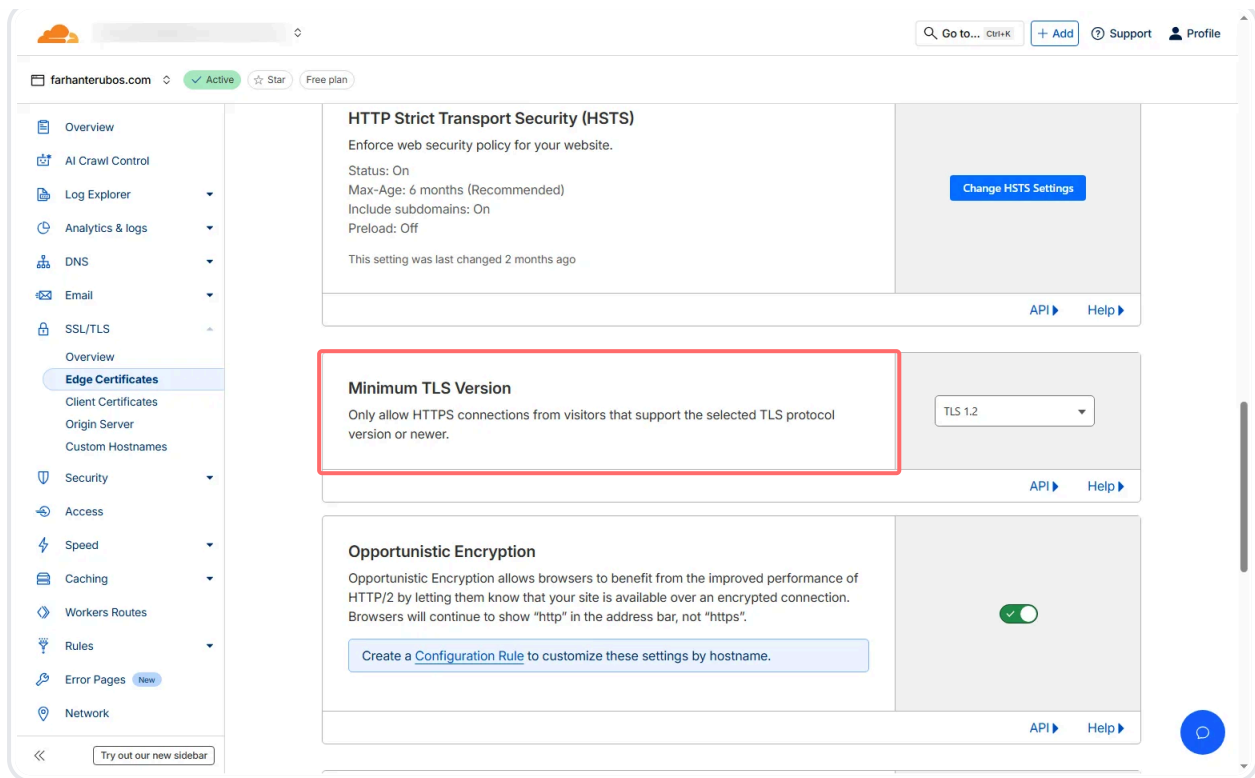 Go to... Ctrl+K
+ Add
Support
Profile
farhanterubos.com
Active
Star
Free plan
Overview
AI Crawl Control
Log Explorer
Analytics & logs
DNS
Email
SSL/TLS
Overview
Edge Certificates
Client Certificates
Origin Server
Custom Hostnames
Security
Access
Speed
Caching
Workers Routes
Rules
Error Pages New
Network
Try out our new sidebar
HTTP Strict Transport Security (HSTS)
Enforce web security policy for your website.
Status: On
Max-Age: 6 months (Recommended)
Include subdomains: On
Preload: Off
This setting was last changed 2 months ago
Change HSTS Settings
API
Help
Minimum TLS Version
Only allow HTTPS connections from visitors that support the selected TLS protocol
version or newer.
TLS 1.2
API
Help
Opportunistic Encryption
Opportunistic Encryption allows browsers to benefit from the improved performance of
HTTP/2 by letting them know that your site is available over an encrypted connection.
Browsers will continue to show “http” in the address bar, not “https”.
Create a Configuration Rule to customize these settings by hostname.
API
Help